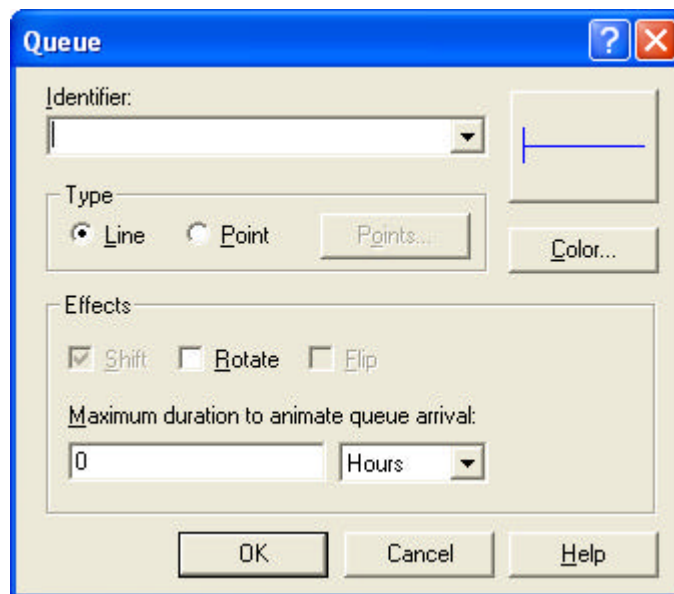 Queue
Identifier:
Type
Line Point Points...
Color...
Effects
Shift Rotate Flip
Maximum duration to animate queue arrival:
0 Hours
OK Cancel Help